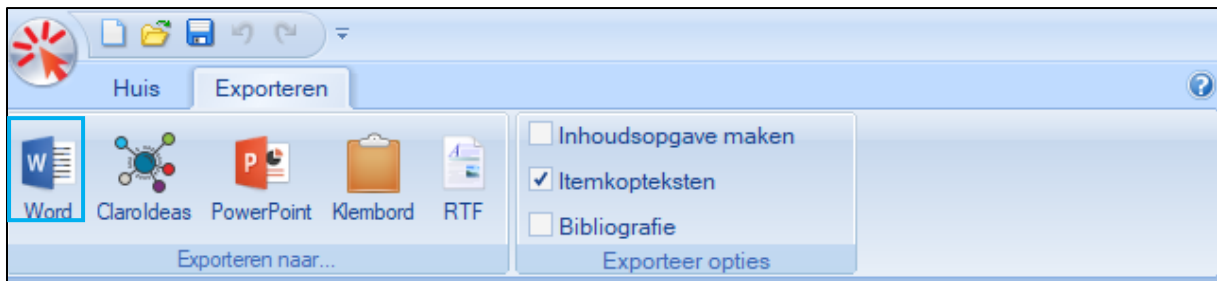 Huis Exporteren
Word ClaroIdeas PowerPoint Klembord RTF
Exporteren naar...
Inhoudsopgave maken
Itemkopteksten
Bibliografie
Exporteer opties